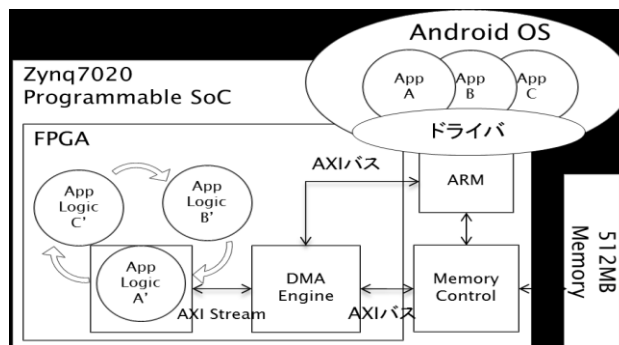 Android OS
App
A
App
B
App
C
ドライバ
Zynq7020
Programmable SoC
FPGA
AXIバス
ARM
App
Logic
C'
App
Logic
B'
App
Logic
A'
AXI Stream
DMA
Engine
AXIバス
Memory
Control
512MB
Memory